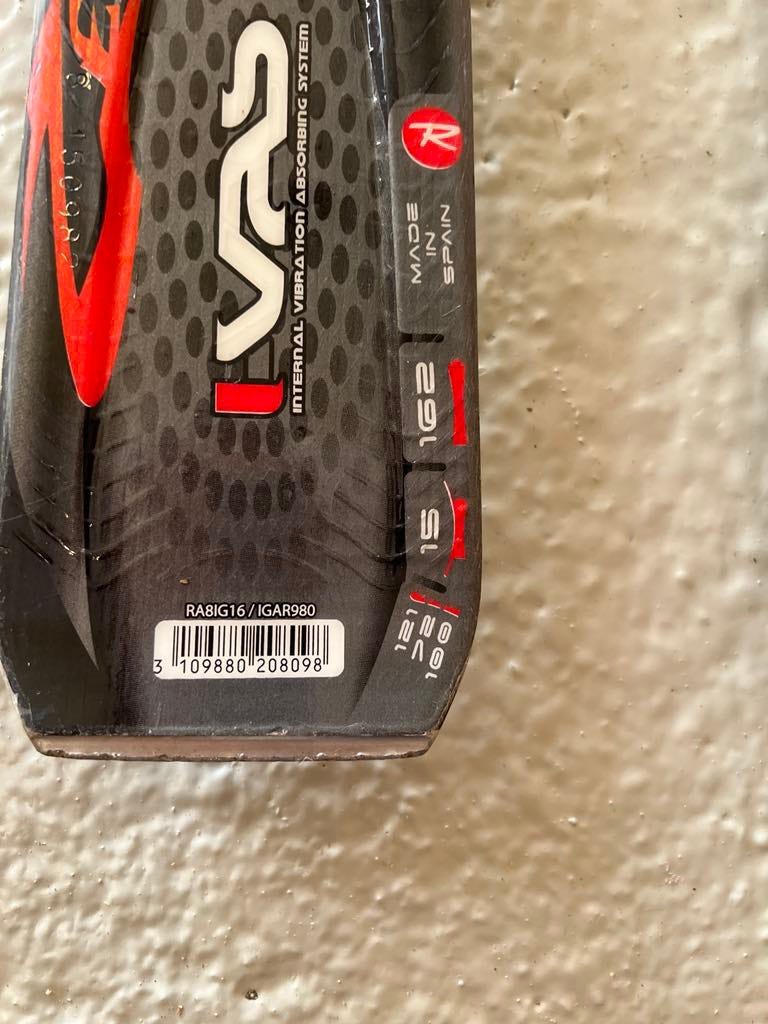 I-VAS
INTERNAL VIBRATION ABSORBING SYSTEM
R
MADE
IN
SPAIN
162
15
121
72
100
RA8IG16 / IGAR980
3 109880 208098